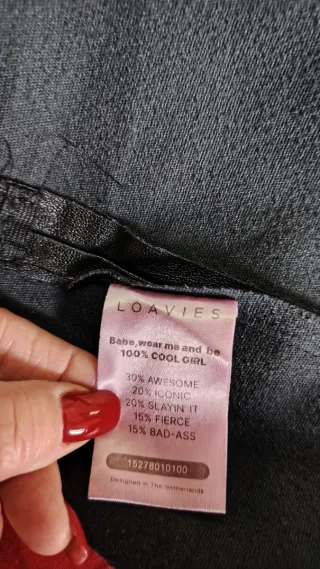 LOAVIES
Babe, wear me and be
100% COOL GIRL
30% AWESOME
20% ICONIC
20% SLAYIN IT
15% FIERCE
15% BAD-ASS
15278010100
Designed in The Netherlands